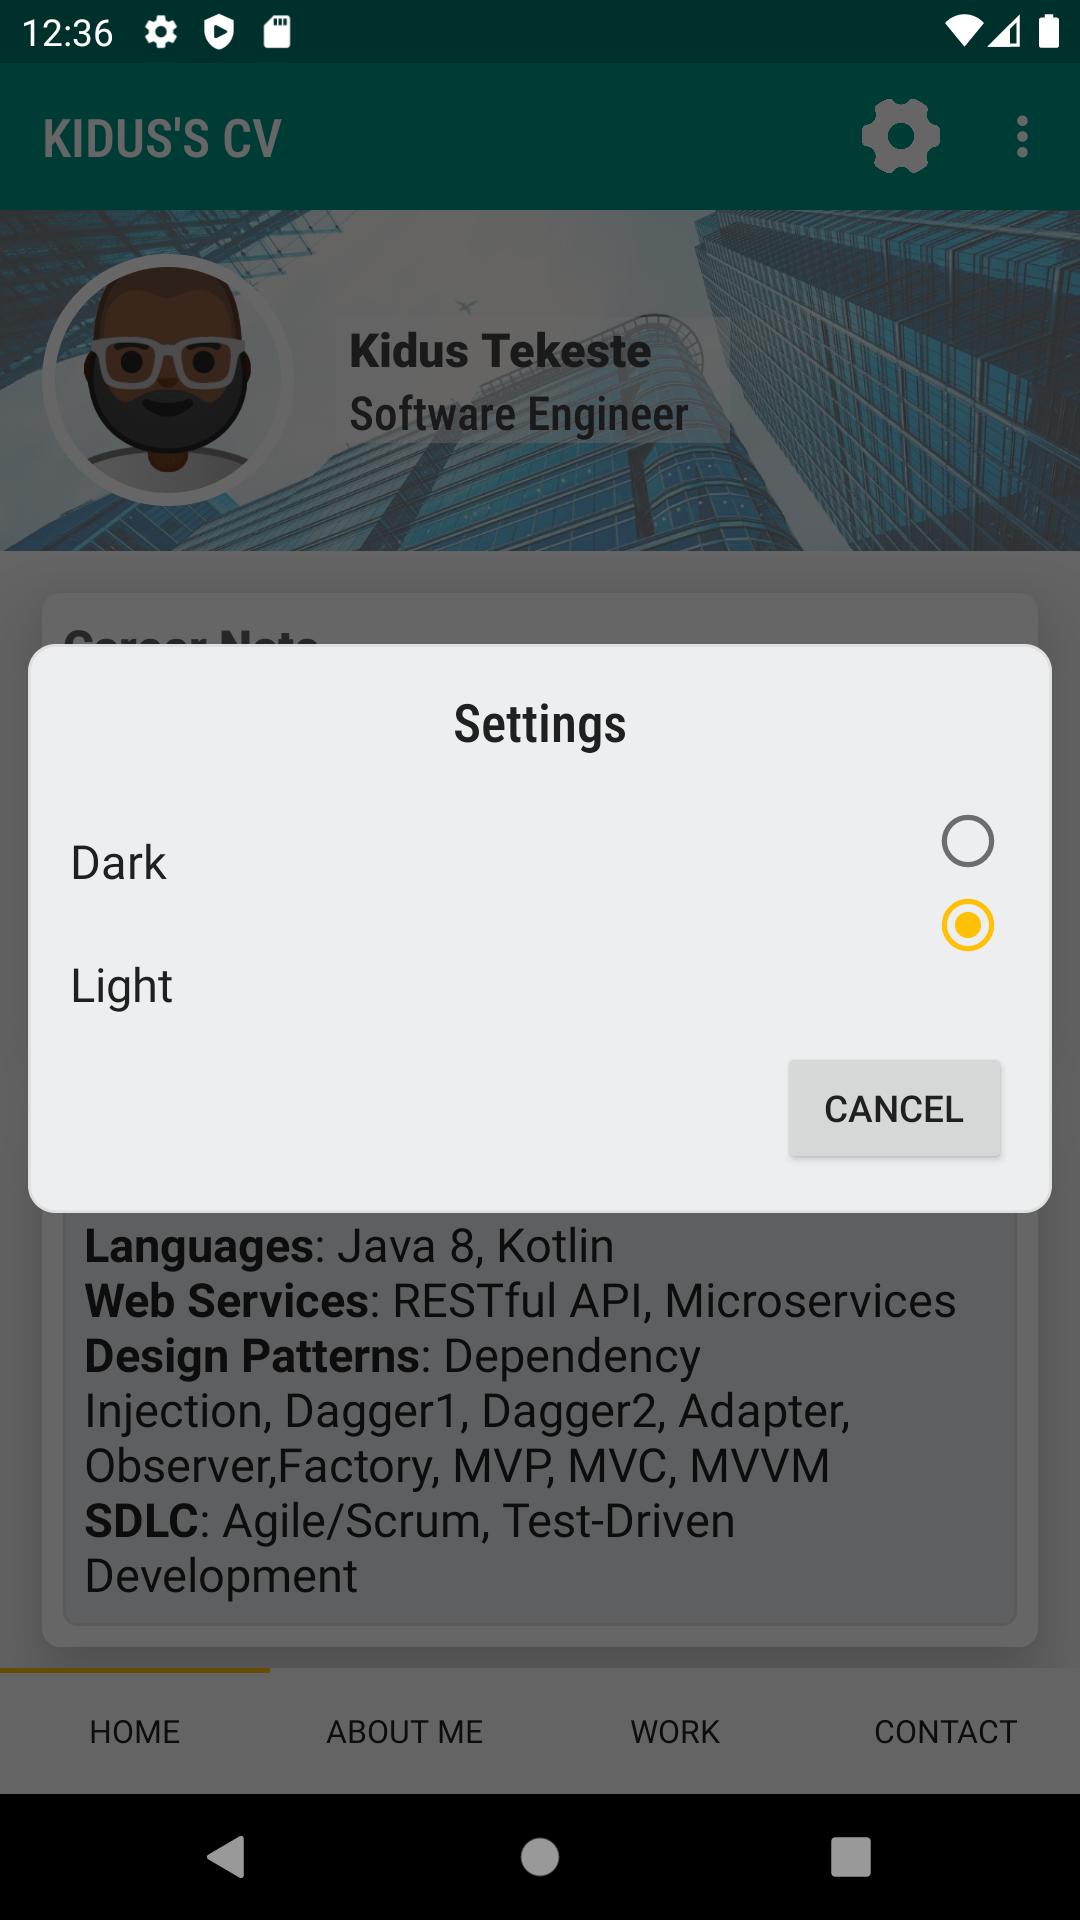 12:36
KIDUS'S CV
Kidus Tekeste
Software Engineer
Career Note
Settings
Dark
Light
CANCEL
Languages: Java 8, Kotlin
Web Services: RESTful API, Microservices
Design Patterns: Dependency
Injection, Dagger1, Dagger2, Adapter,
Observer,Factory, MVP, MVC, MVVM
SDLC: Agile/Scrum, Test-Driven
Development
HOME ABOUT ME WORK CONTACT